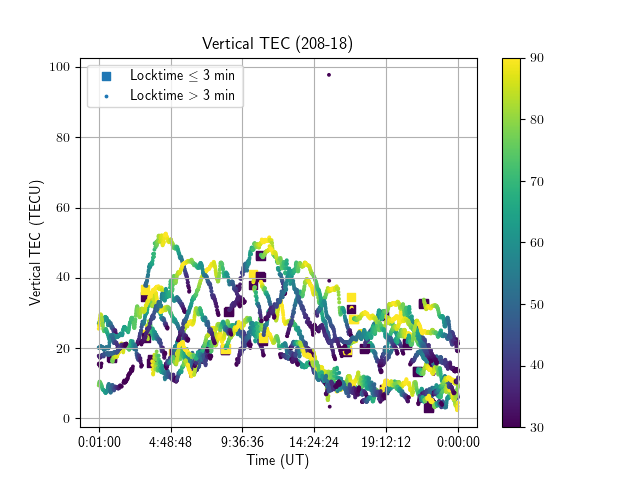 Vertical TEC (208-18)
Locktime ≤ 3 min
Locktime > 3 min
100
80
60
40
20
0
Vertical TEC (TECU)
0:01:00 4:48:48 9:36:36 14:24:24 19:12:12 0:00:00
Time (UT)
90
80
70
60
50
40
30